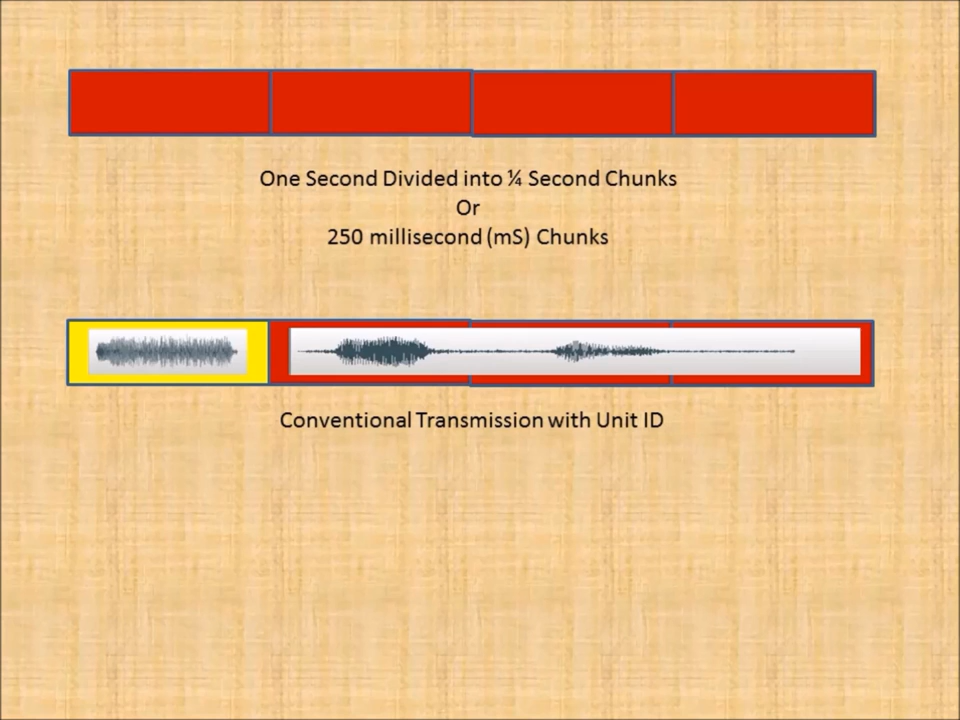 One Second Divided into ¼ Second Chunks
Or
250 millisecond (mS) Chunks
Conventional Transmission with Unit ID